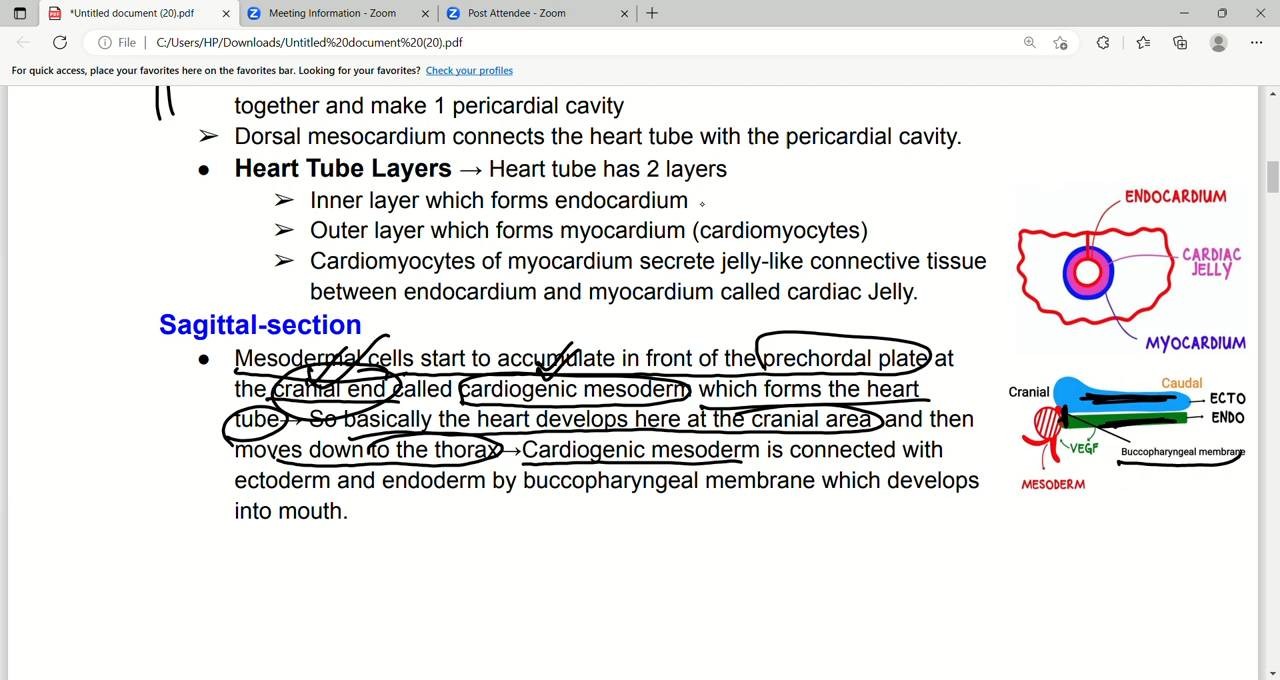 *Untitled document (20).pdf
Meeting Information - Zoom
Post Attendee - Zoom
File
C:/Users/HP/Downloads/Untitled%20document%20(20).pdf
For quick access, place your favorites here on the favorites bar. Looking for your favorites? Check your profiles
together and make 1 pericardial cavity
➢ Dorsal mesocardium connects the heart tube with the pericardial cavity.
● Heart Tube Layers → Heart tube has 2 layers
➢ Inner layer which forms endocardium
➢ Outer layer which forms myocardium (cardiomyocytes)
➢ Cardiomyocytes of myocardium secrete jelly-like connective tissue
between endocardium and myocardium called cardiac Jelly.
ENDOCARDIUM
CARDIAC
JELLY
MYOCARDIUM
Sagittal-section
● Mesodermal cells start to accumulate in front of the prechordal plate at
the cranial end called cardiogenic mesoderm which forms the heart
tube→ So basically the heart develops here at the cranial area and then
moves down to the thorax→Cardiogenic mesoderm is connected with
ectoderm and endoderm by buccopharyngeal membrane which develops
into mouth.
Cranial
Caudal
ECTO
ENDO
VEGF
Buccopharyngeal membrane
MESODERM